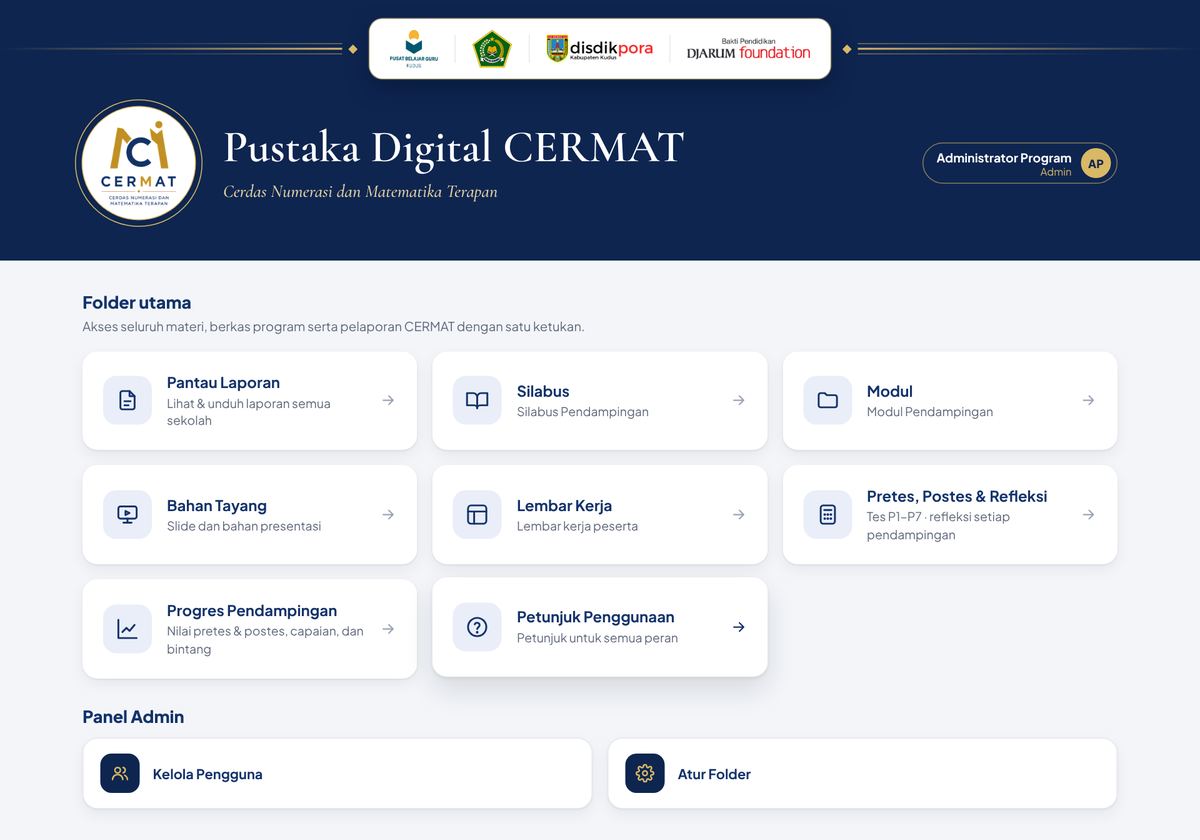 PUSAT BELAJAR GURU
KUDUS
disdikpora
Kabupaten Kudus
Bakti Pendidikan
DJARUM foundation
CERMAT
CERDAS NUMERASI DAN
MATEMATIKA TERAPAN
Pustaka Digital CERMAT
Cerdas Numerasi dan Matematika Terapan
Administrator Program
Admin
AP
Folder utama
Akses seluruh materi, berkas program serta pelaporan CERMAT dengan satu ketukan.
Pantau Laporan
Lihat & unduh laporan semua
sekolah
Silabus
Silabus Pendampingan
Modul
Modul Pendampingan
Bahan Tayang
Slide dan bahan presentasi
Lembar Kerja
Lembar kerja peserta
Pretes, Postes & Refleksi
Tes P1–P7 · refleksi setiap
pendampingan
Progres Pendampingan
Nilai pretes & postes, capaian, dan
bintang
Petunjuk Penggunaan
Petunjuk untuk semua peran
Panel Admin
Kelola Pengguna
Atur Folder